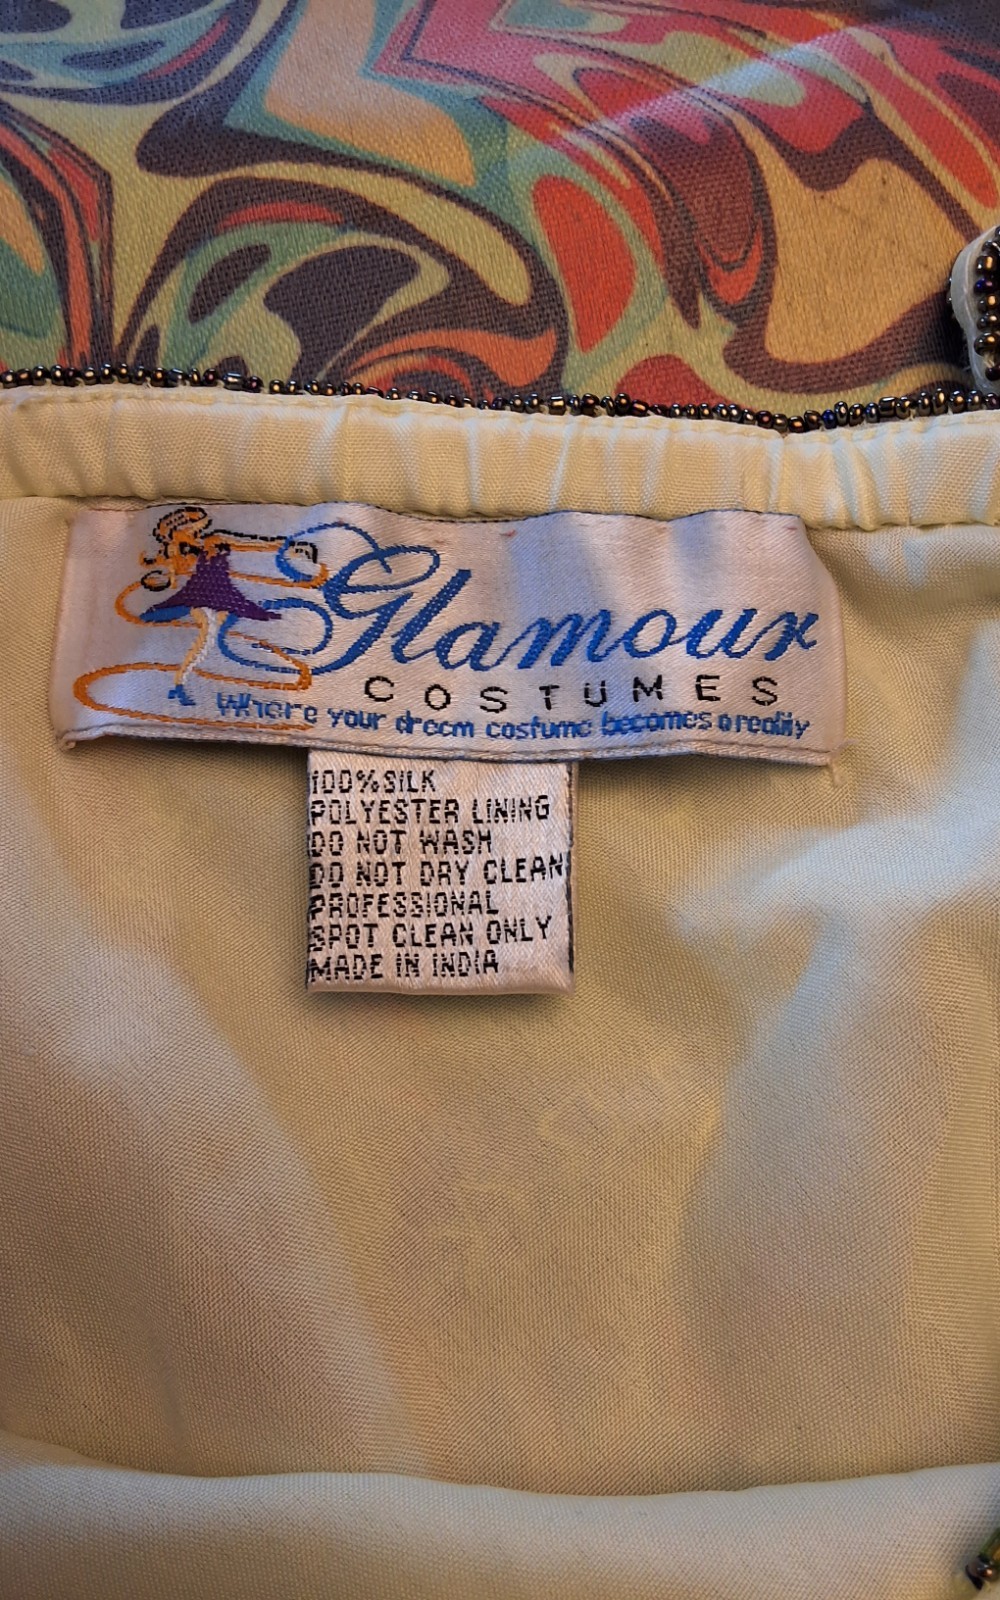 Glamour
COSTUMES
Where your dream costume becomes a reality
100% SILK
POLYESTER LINING
DO NOT WASH
DO NOT DRY CLEAN
PROFESSIONAL
SPOT CLEAN ONLY
MADE IN INDIA